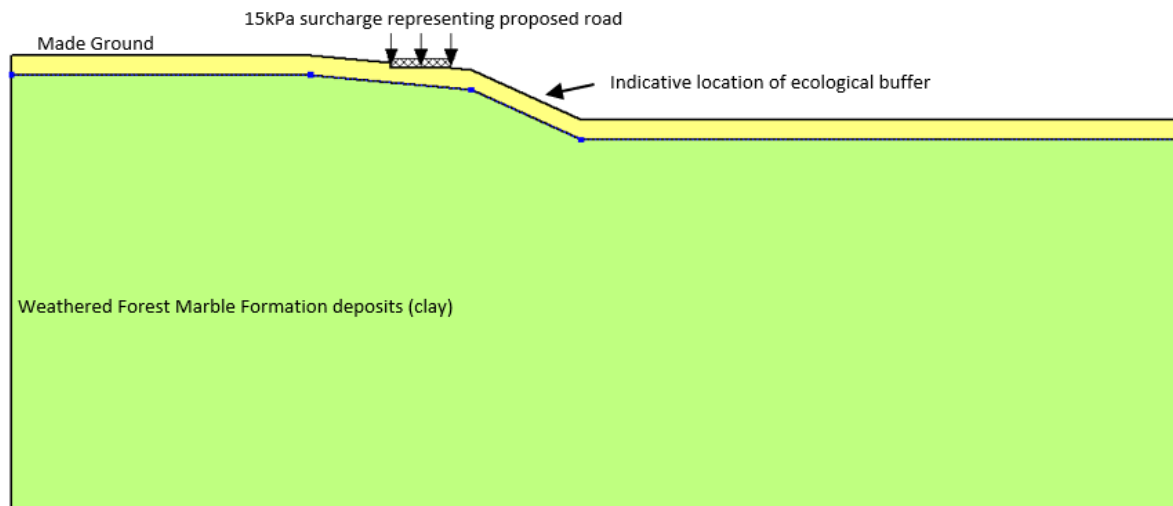 15kPa surcharge representing proposed road
Made Ground
Indicative location of ecological buffer
Weathered Forest Marble Formation deposits (clay)